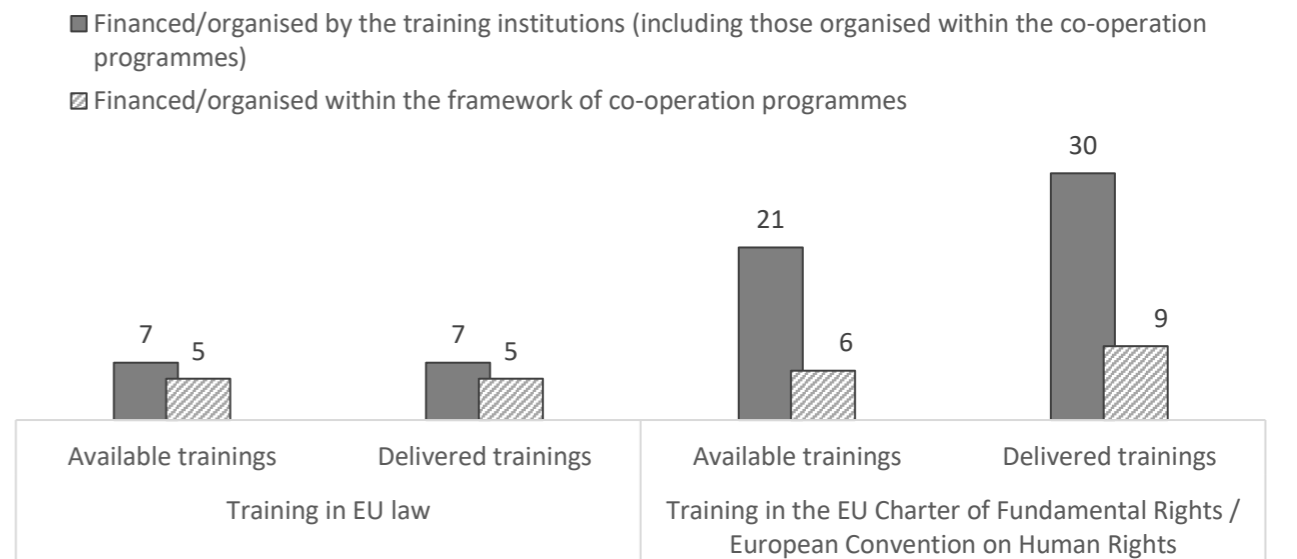 Financed/organised by the training institutions (including those organised within the co-operation
programmes)
Financed/organised within the framework of co-operation programmes
30
21
9
7
5
7
5
6
Available trainings
Delivered trainings
Available trainings
Delivered trainings
Training in EU law
Training in the EU Charter of Fundamental Rights /
European Convention on Human Rights